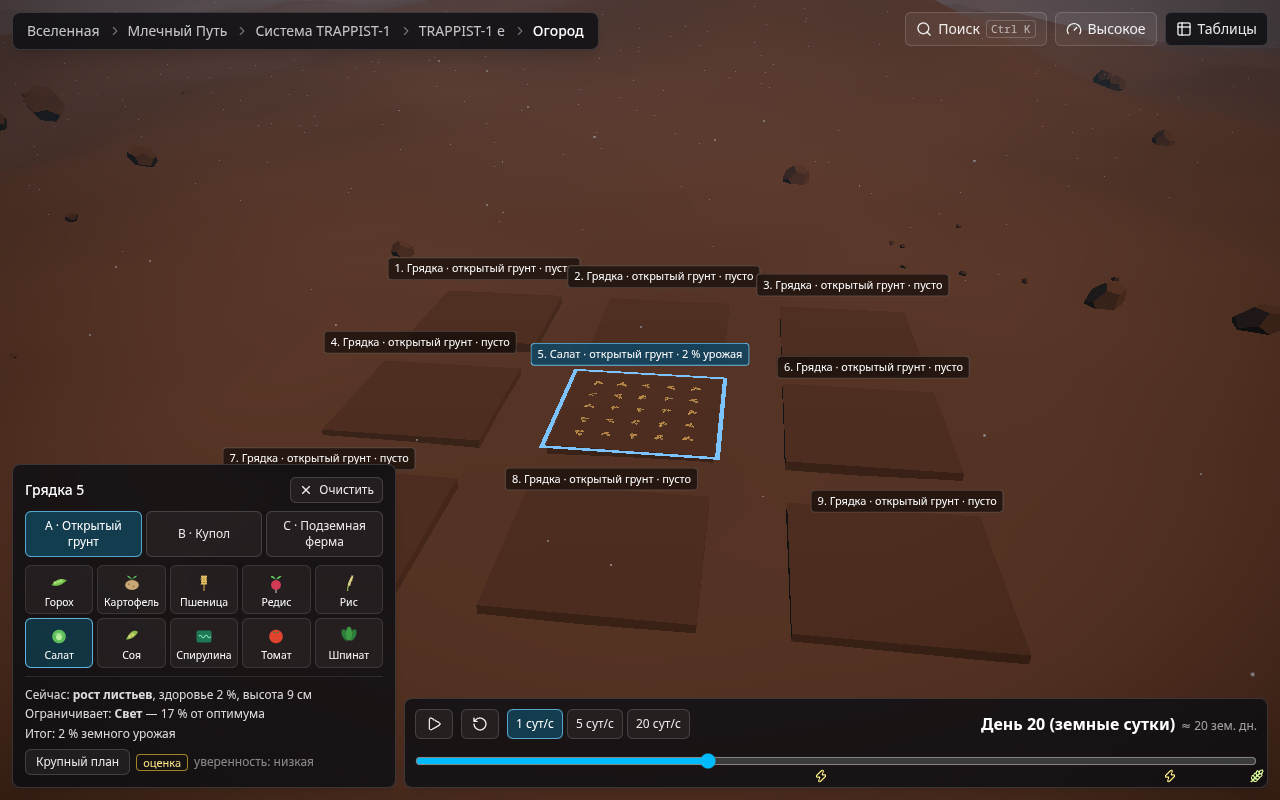 Вселенная
Млечный Путь
Система TRAPPIST-1
TRAPPIST-1 e
Огород
Поиск Ctrl K
Высокое
Таблицы
1. Грядка · открытый грунт · пуст
2. Грядка · открытый грунт · пусто
3. Грядка · открытый грунт · пусто
4. Грядка · открытый грунт · пусто
5. Салат · открытый грунт · 2 % урожая
6. Грядка · открытый грунт · пусто
7. Грядка · открытый грунт · пусто
8. Грядка · открытый грунт · пусто
9. Грядка · открытый грунт · пусто
Грядка 5
Очистить
A · Открытый
грунт
B · Купол
C · Подземная
ферма
Горох
Картофель
Пшеница
Редис
Рис
Салат
Соя
Спирулина
Томат
Шпинат
Сейчас: рост листьев, здоровье 2 %, высота 9 см
Ограничивает: Свет — 17 % от оптимума
Итог: 2 % земного урожая
Крупный план
оценка
уверенность: низкая
1 сут/с
5 сут/с
20 сут/с
День 20 (земные сутки) ≈ 20 зем. дн.